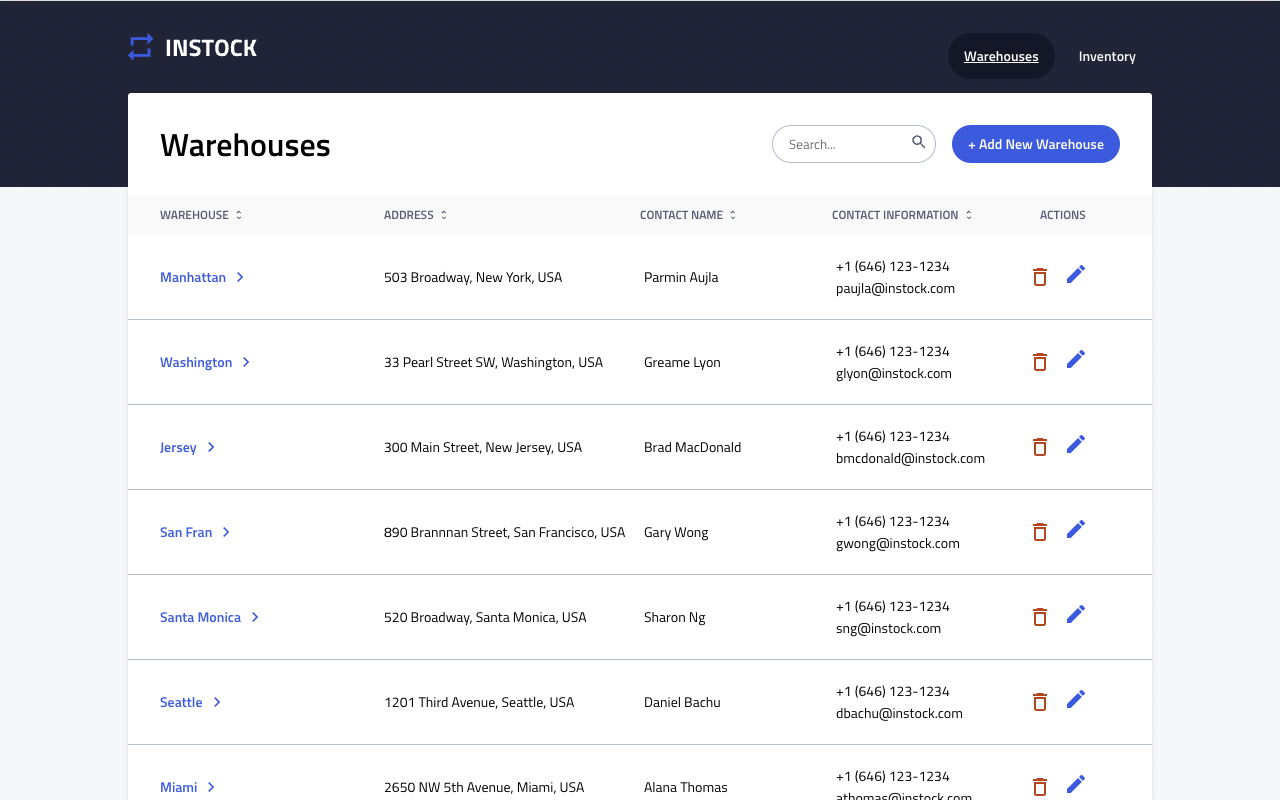 INSTOCK
Warehouses
Inventory
Warehouses
Search...
+ Add New Warehouse
WAREHOUSE
ADDRESS
CONTACT NAME
CONTACT INFORMATION
ACTIONS
Manhattan
503 Broadway, New York, USA
Parmin Aujla
+1 (646) 123-1234
paujla@instock.com
Washington
33 Pearl Street SW, Washington, USA
Greame Lyon
+1 (646) 123-1234
glyon@instock.com
Jersey
300 Main Street, New Jersey, USA
Brad MacDonald
+1 (646) 123-1234
bmcdonald@instock.com
San Fran
890 Brannnan Street, San Francisco, USA
Gary Wong
+1 (646) 123-1234
gwong@instock.com
Santa Monica
520 Broadway, Santa Monica, USA
Sharon Ng
+1 (646) 123-1234
sng@instock.com
Seattle
1201 Third Avenue, Seattle, USA
Daniel Bachu
+1 (646) 123-1234
dbachu@instock.com
Miami
2650 NW 5th Avenue, Miami, USA
Alana Thomas
+1 (646) 123-1234
athomas@instock.com